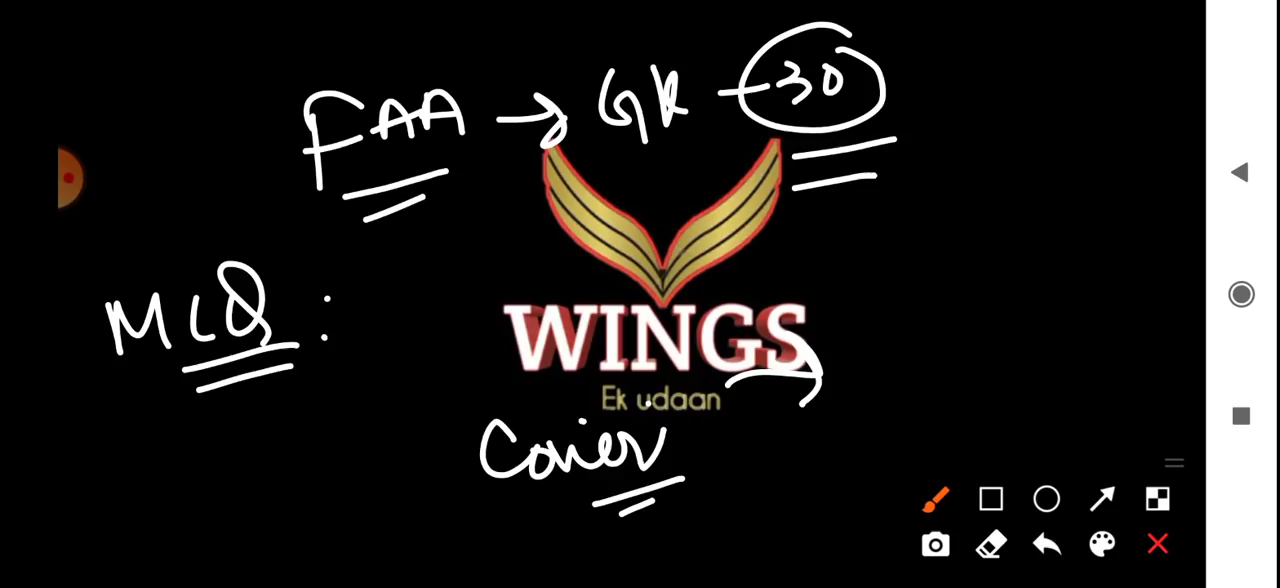 FAA → GK - 30
MCQ :
WINGS
Ek udaan
Cover